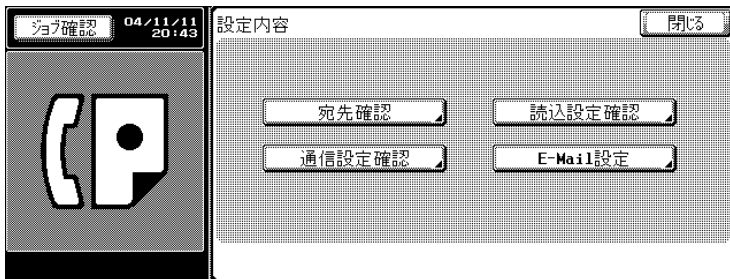 ｼﾞｮﾌﾞ確認
04/11/11
20:43
設定内容
閉じる
宛先確認
読込設定確認
通信設定確認
E-Mail設定